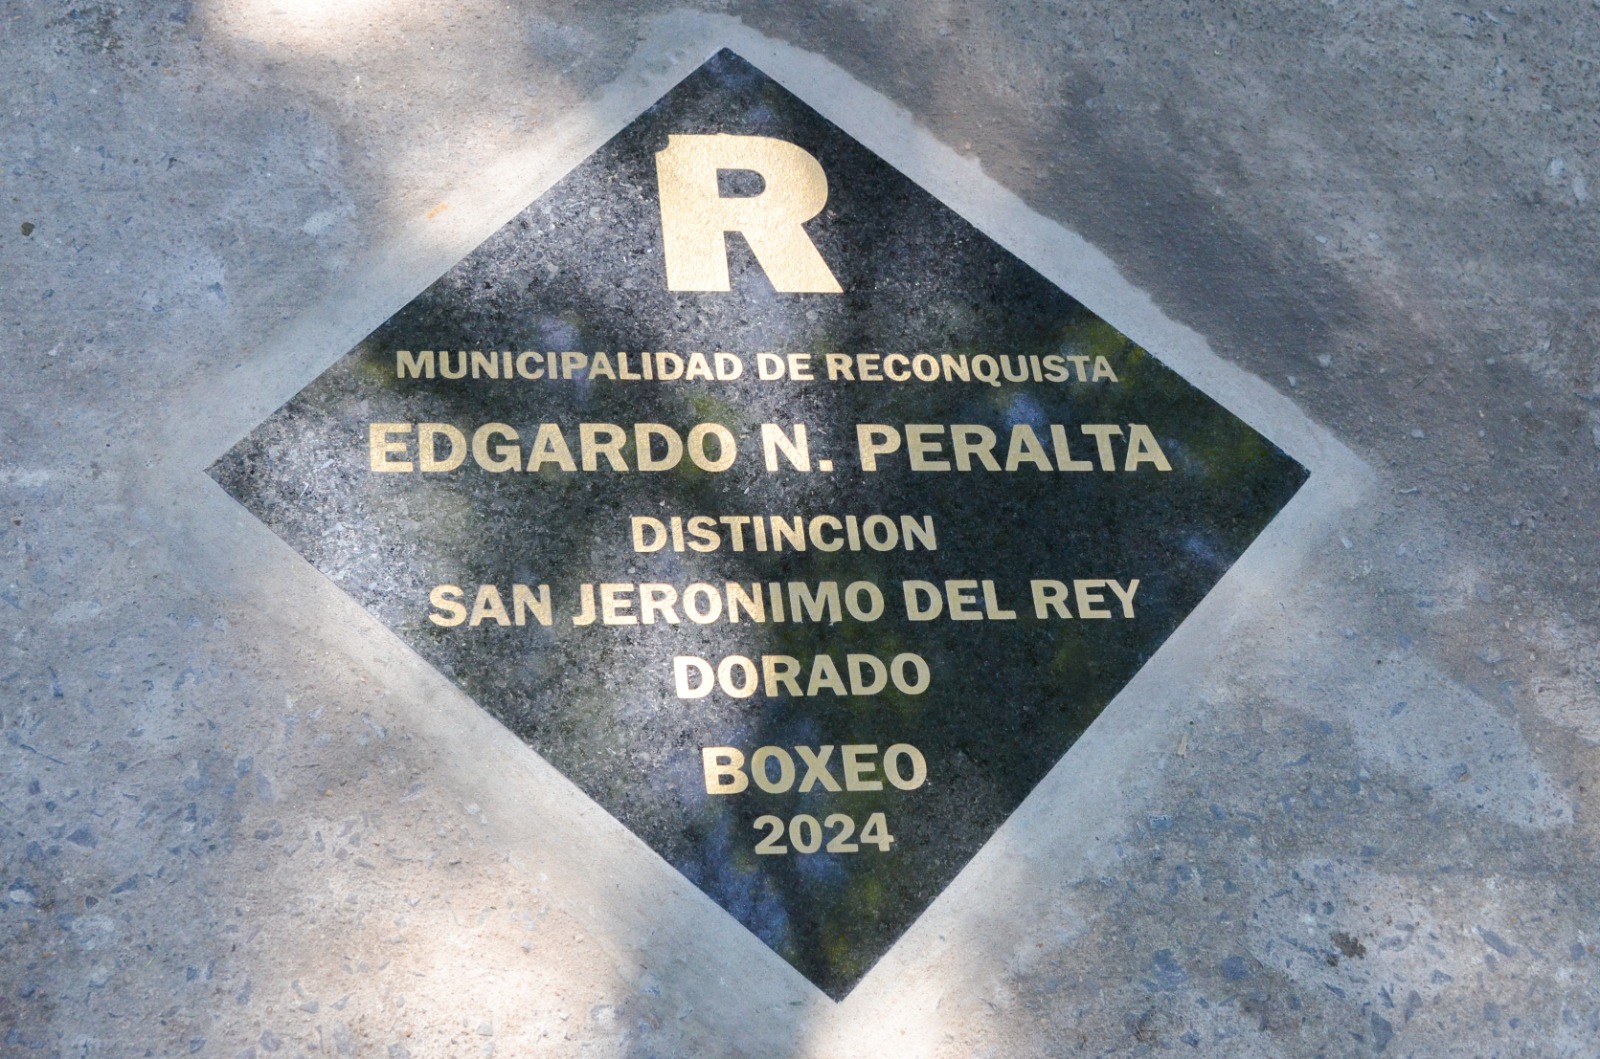 R
MUNICIPALIDAD DE RECONQUISTA
EDGARDO N. PERALTA
DISTINCION
SAN JERONIMO DEL REY
DORADO
BOXEO
2024